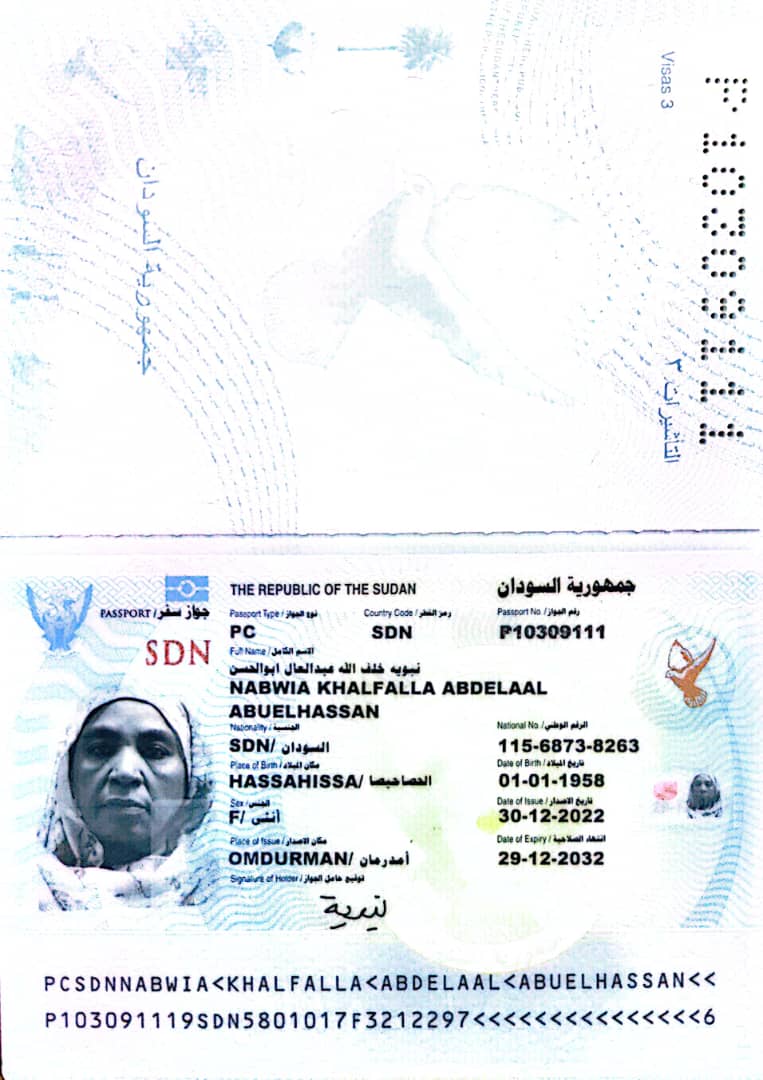 Visas 3
P10309111
التأشيرات ٣
جمهورية السودان
THE REPUBLIC OF THE SUDAN
جمهورية السودان
PASSPORT / جواز سفر
SDN
Passport Type / نوع الجواز
Country Code / رمز القطر
Passport No. / رقم الجواز
PC
SDN
P10309111
Full Name / الاسم الكامل
نبويه خلف الله عبدالعال ابوالحسن
NABWIA KHALFALLA ABDELAAL
ABUELHASSAN
Nationality / الجنسية
National No. / الرقم الوطني
SDN/ السودان
115-6873-8263
Place of Birth / مكان الميلاد
Date of Birth / تاريخ الميلاد
HASSAHISSA/ الحصاحيصا
01-01-1958
Sex / الجنس
Date of Issue / تاريخ الاصدار
F/ أنثى
30-12-2022
Place of Issue / مكان الاصدار
Date of Expiry / انتهاء الصلاحية
OMDURMAN/ أمدرمان
29-12-2032
Signature of Holder / توقيع حامل الجواز
PCSDNNABWIA<KHALFALLA<ABDELAAL<ABUELHASSAN<<
P103091119SDN5801017F3212297<<<<<<<<<<<<<<<6